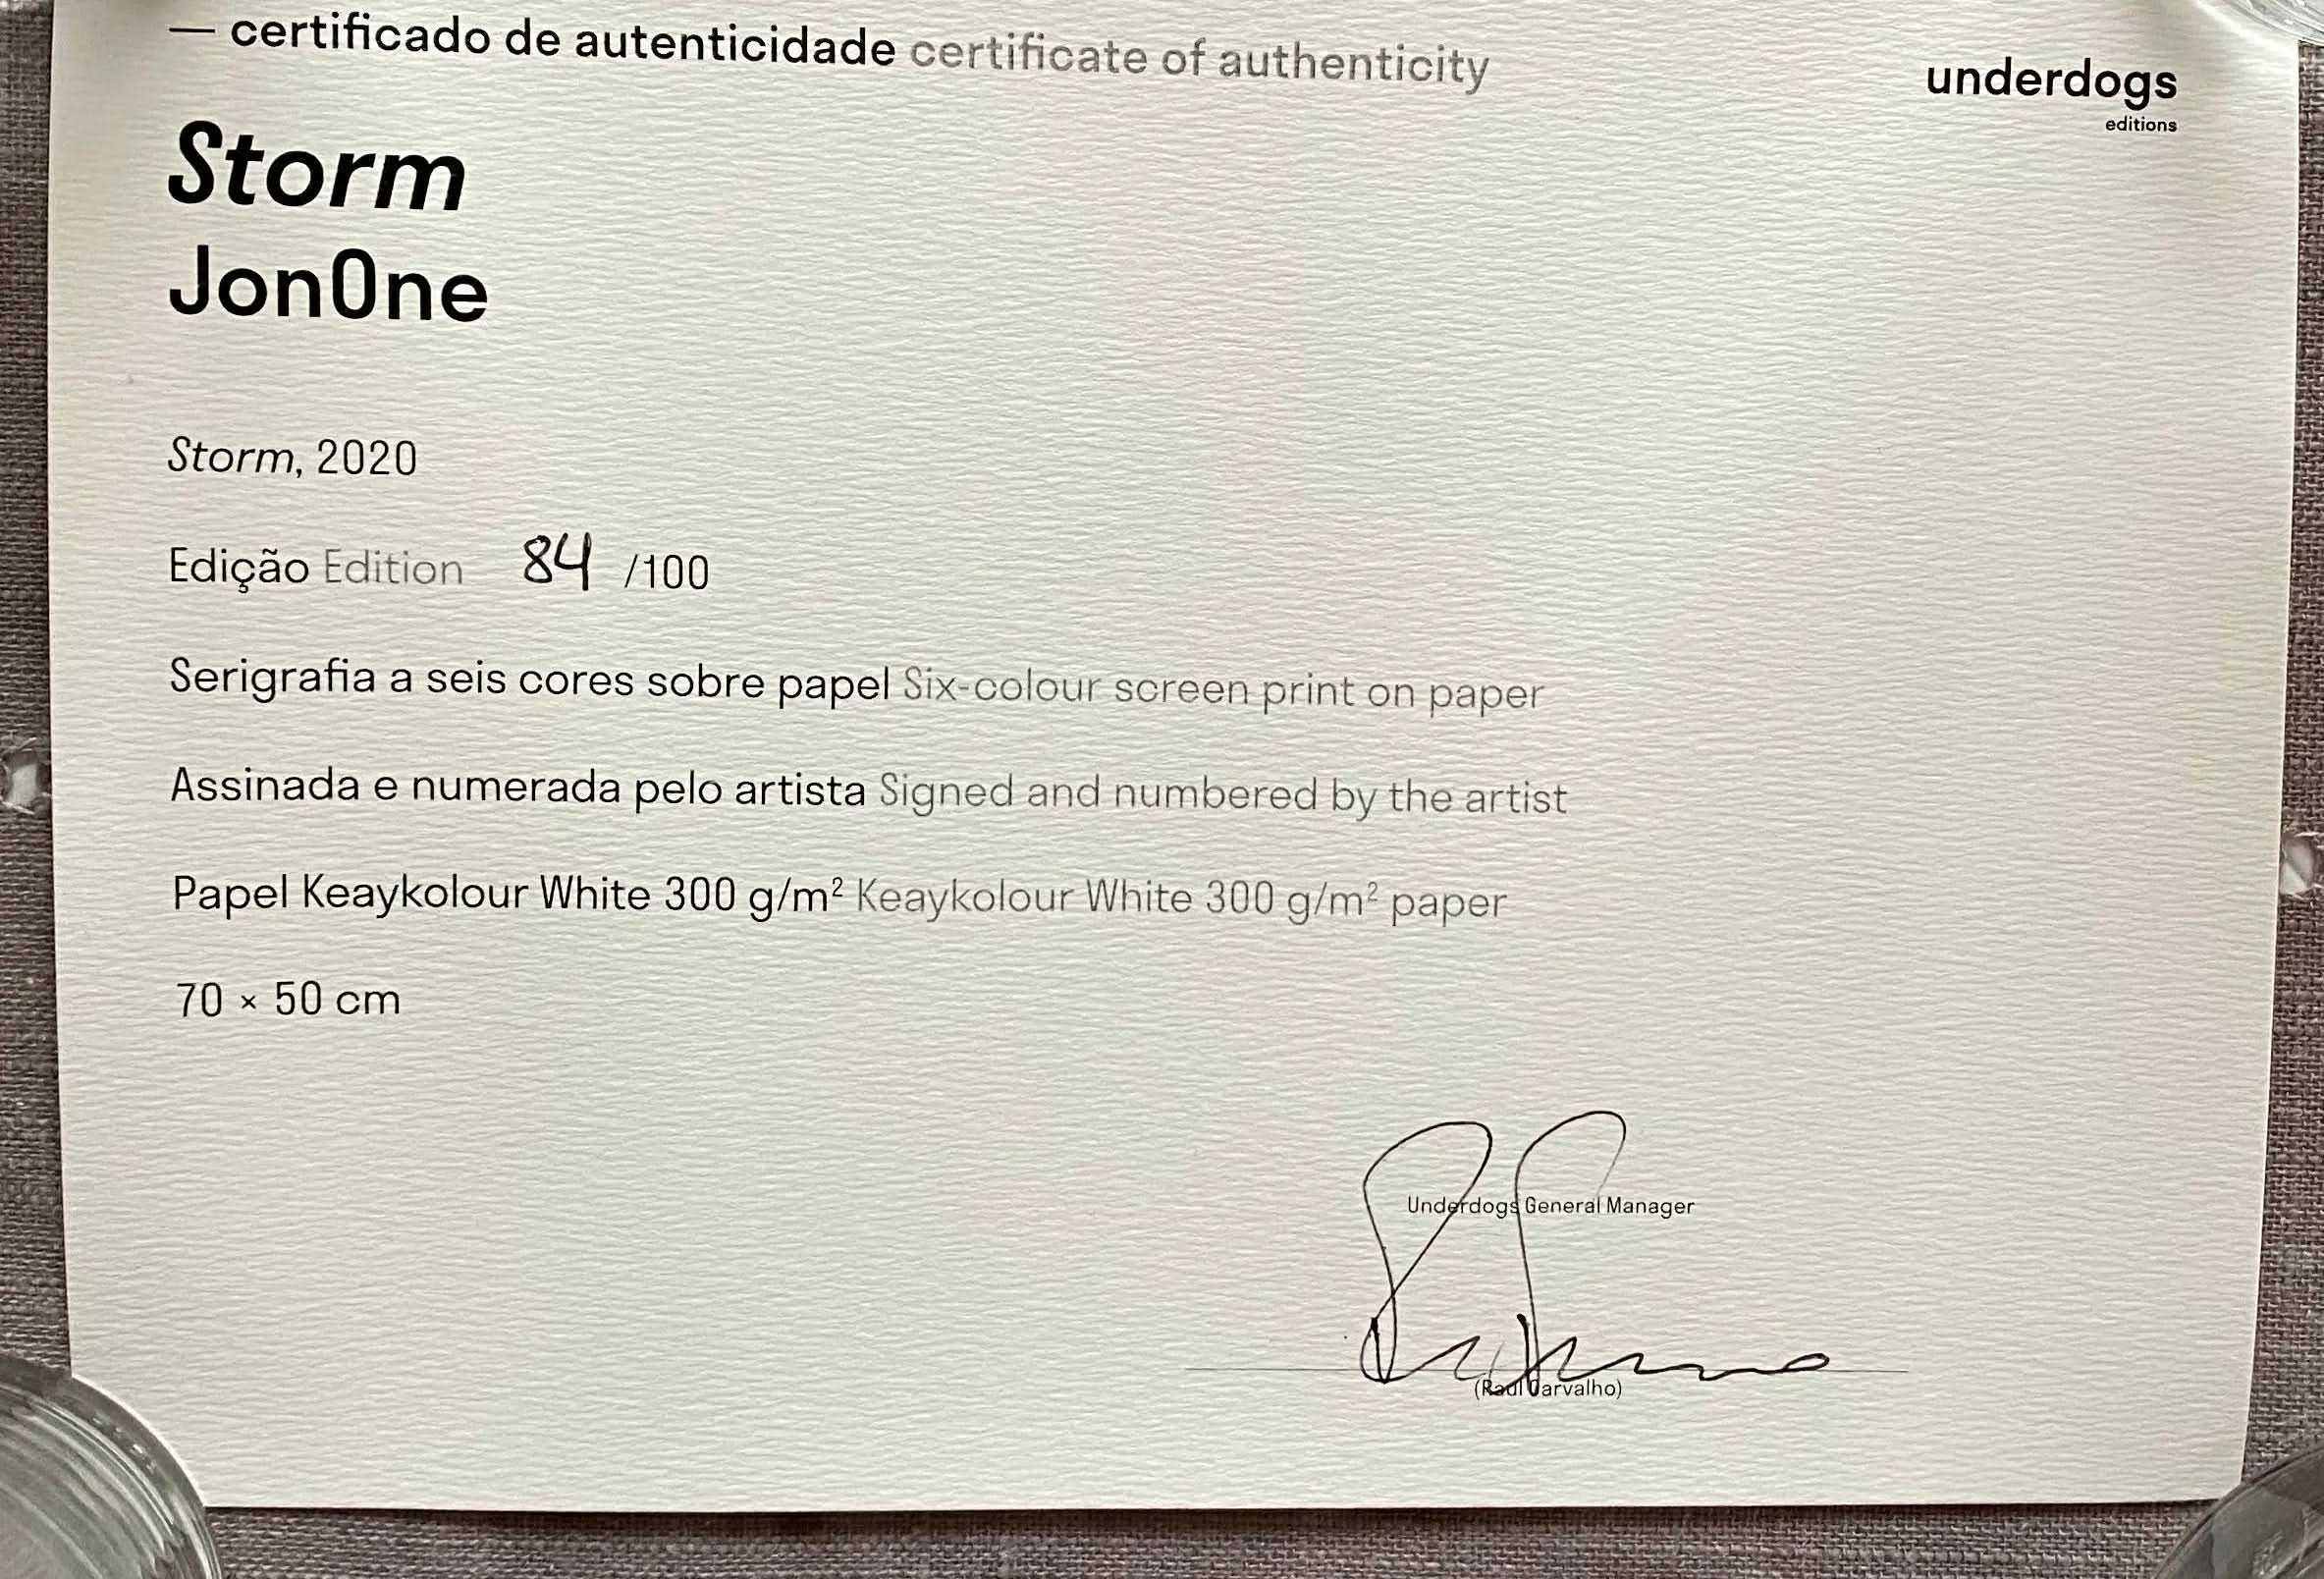 — certificado de autenticidade certificate of authenticity
underdogs
editions
Storm
JonOne
Storm, 2020
Edição Edition 84 /100
Serigrafia a seis cores sobre papel Six-colour screen print on paper
Assinada e numerada pelo artista Signed and numbered by the artist
Papel Keaykolour White 300 g/m² Keaykolour White 300 g/m² paper
70 × 50 cm
Underdogs General Manager
(Raul Carvalho)